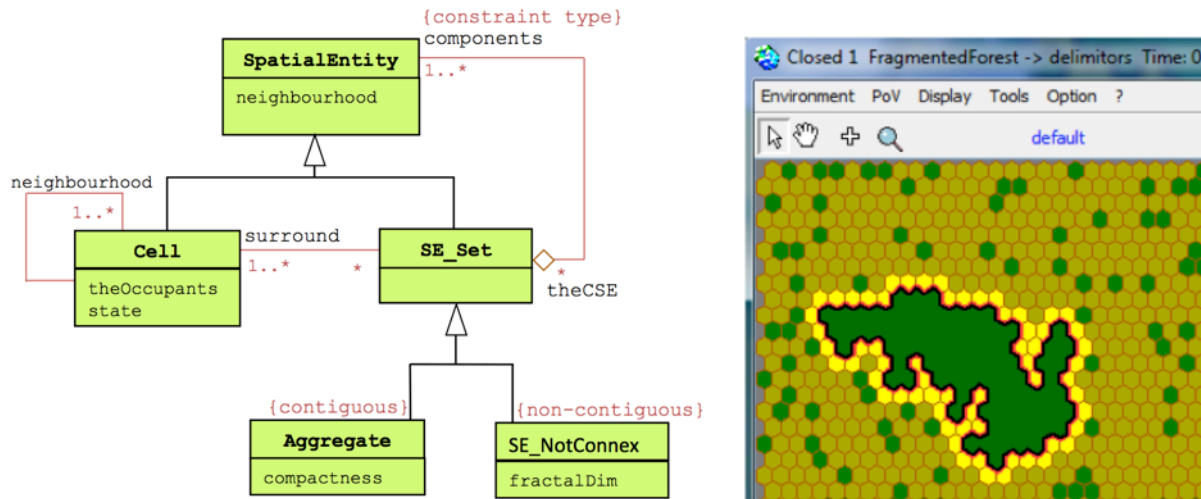 {constraint type}
components
1..*
SpatialEntity
neighbourhood
neighbourhood
1..*
Cell
theOccupants
state
surround
1..*
*
SE_Set
*
theCSE
{contiguous}
Aggregate
compactness
{non-contiguous}
SE_NotConnex
fractalDim
Closed 1 FragmentedForest -> delimitors Time: 0
Environment PoV Display Tools Option ?
default